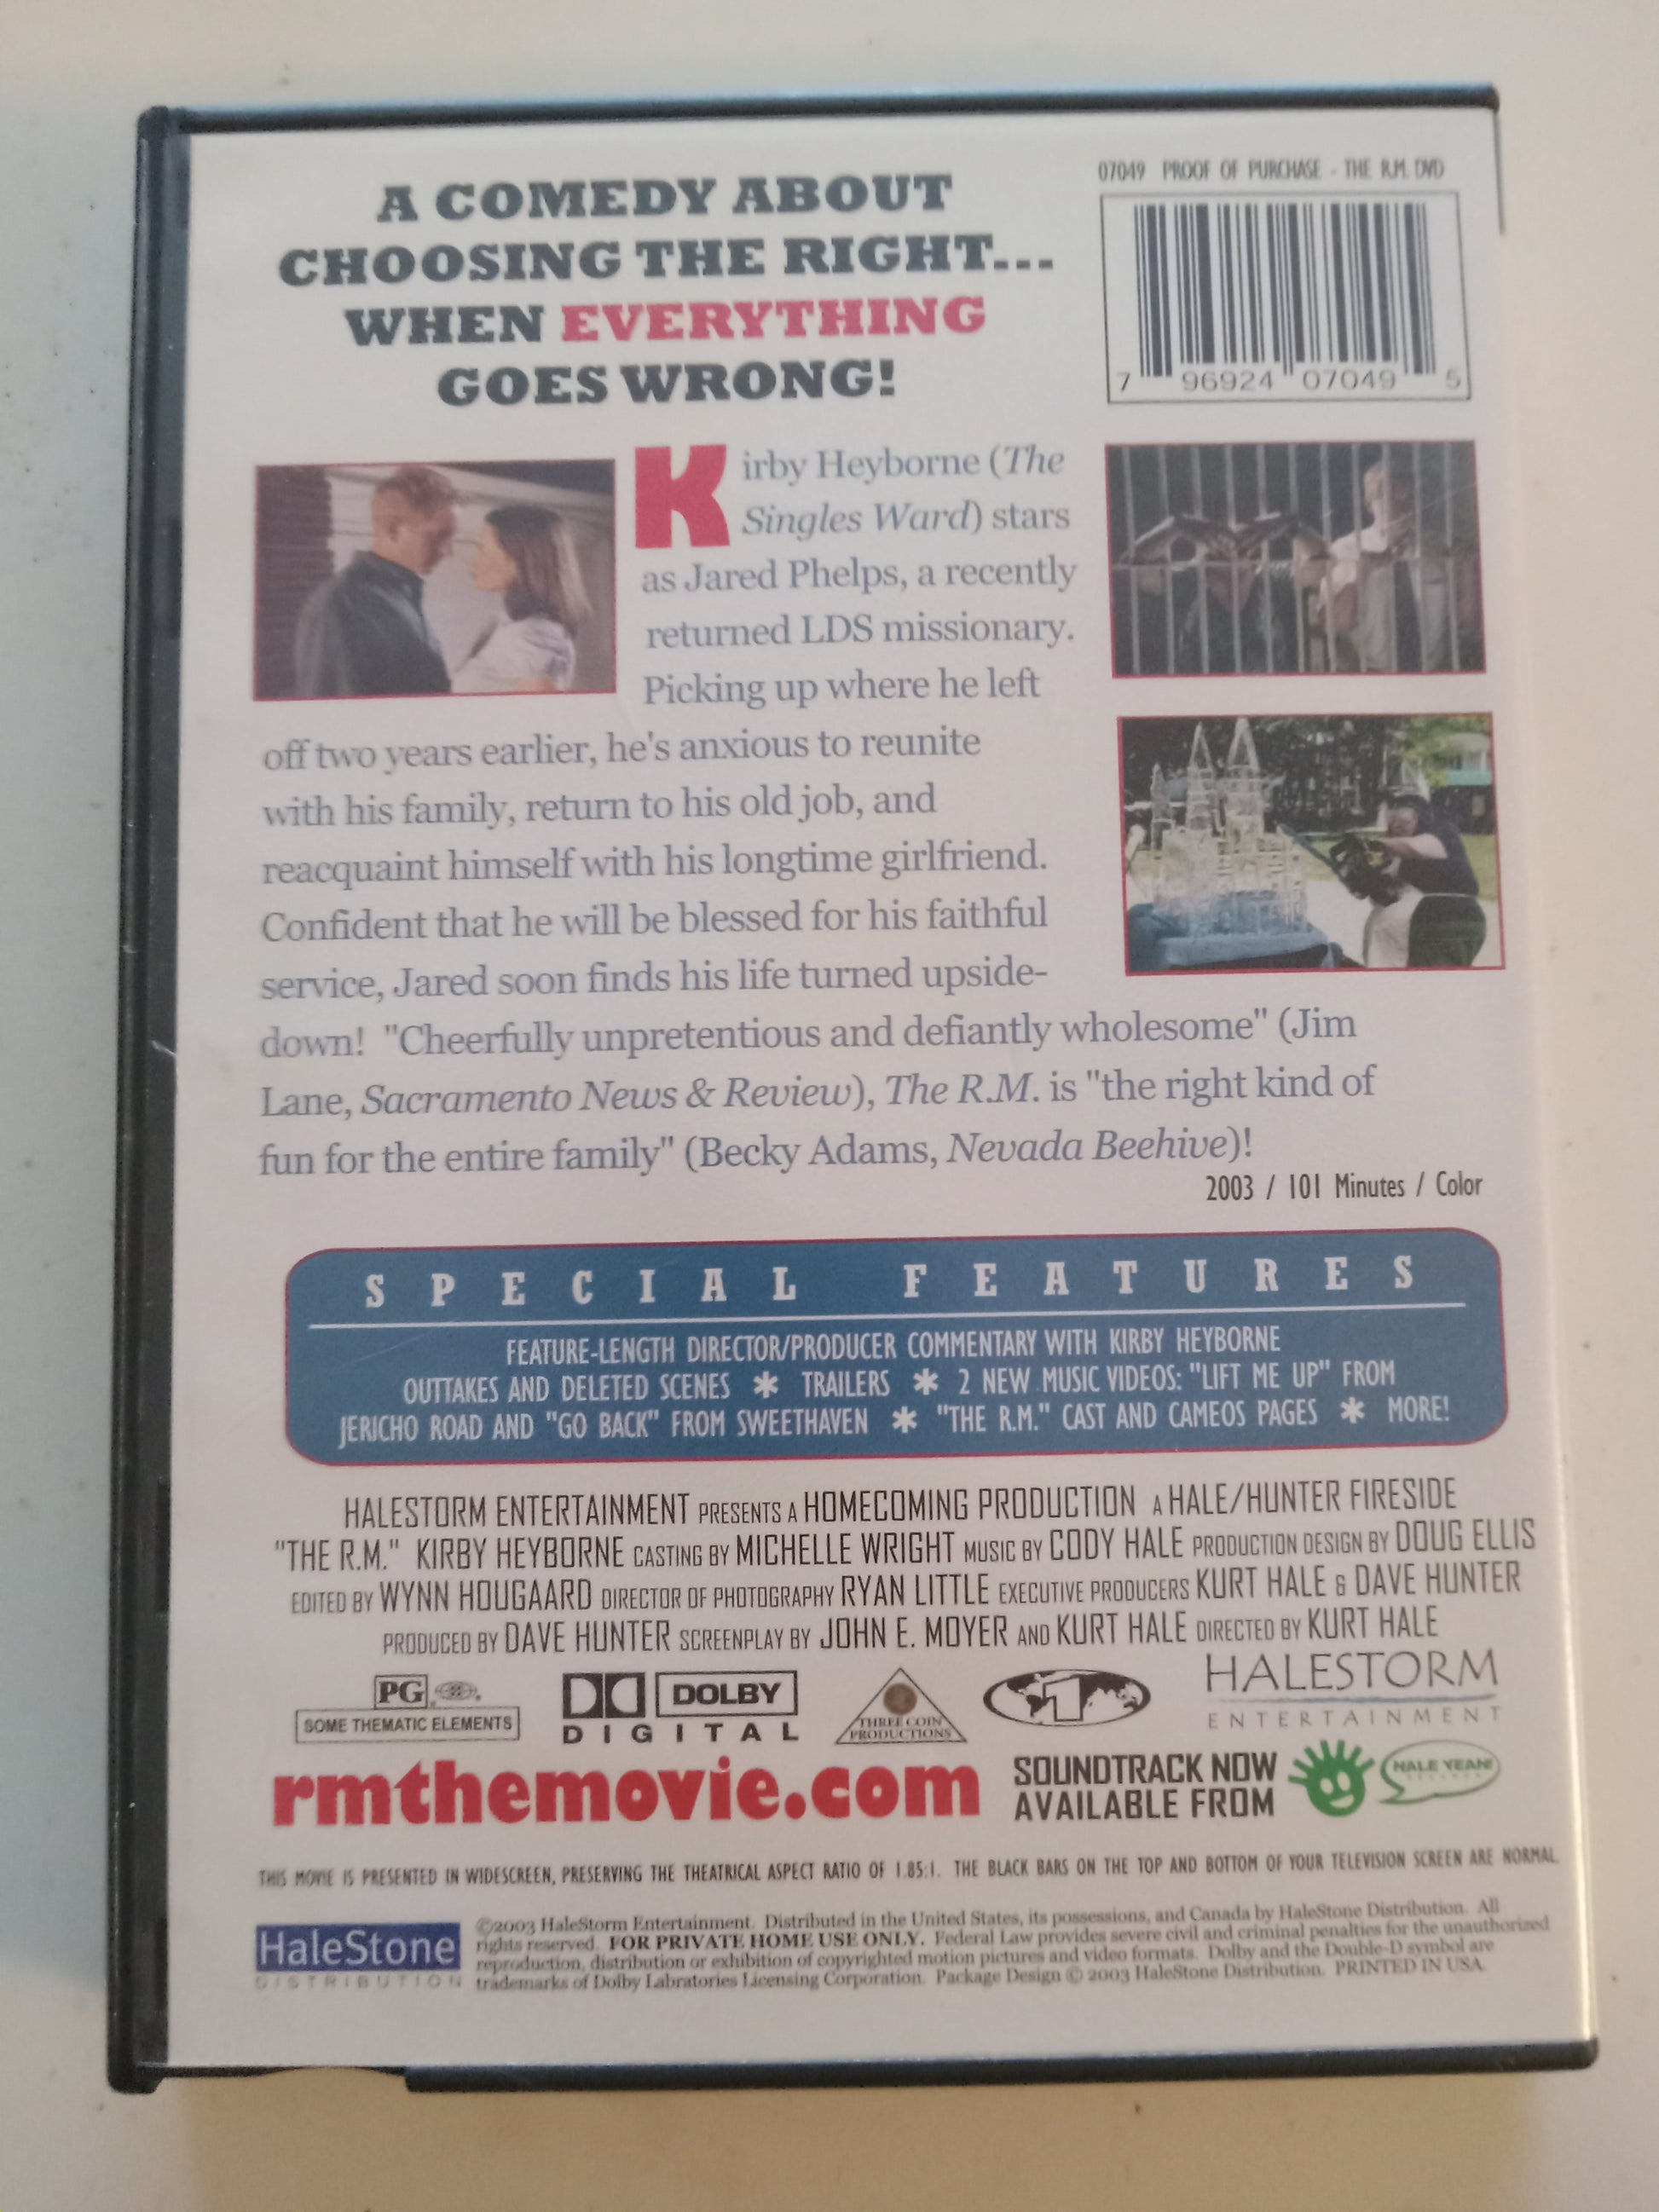 A COMEDY ABOUT
CHOOSING THE RIGHT...
WHEN EVERYTHING
GOES WRONG!
07049 PROOF OF PURCHASE - THE R.M. DVD
7 96924 07049 5
Kirby Heyborne (The
Singles Ward) stars
as Jared Phelps, a recently
returned LDS missionary.
Picking up where he left
off two years earlier, he's anxious to reunite
with his family, return to his old job, and
reacquaint himself with his longtime girlfriend.
Confident that he will be blessed for his faithful
service, Jared soon finds his life turned upside-
down! "Cheerfully unpretentious and defiantly wholesome" (Jim
Lane, Sacramento News & Review), The R.M. is "the right kind of
fun for the entire family" (Becky Adams, Nevada Beehive)!
2003 / 101 Minutes / Color
SPECIAL FEATURES
FEATURE-LENGTH DIRECTOR/PRODUCER COMMENTARY WITH KIRBY HEYBORNE
OUTTAKES AND DELETED SCENES * TRAILERS * 2 NEW MUSIC VIDEOS: "LIFT ME UP" FROM
JERICHO ROAD AND "GO BACK" FROM SWEETHAVEN * "THE R.M." CAST AND CAMEOS PAGES * MORE!
HALESTORM ENTERTAINMENT PRESENTS A HOMECOMING PRODUCTION A HALE/HUNTER FIRESIDE
"THE R.M." KIRBY HEYBORNE CASTING BY MICHELLE WRIGHT MUSIC BY CODY HALE PRODUCTION DESIGN BY DOUG ELLIS
EDITED BY WYNN HOUGAARD DIRECTOR OF PHOTOGRAPHY RYAN LITTLE EXECUTIVE PRODUCERS KURT HALE & DAVE HUNTER
PRODUCED BY DAVE HUNTER SCREENPLAY BY JOHN E. MOYER AND KURT HALE DIRECTED BY KURT HALE
PG
SOME THEMATIC ELEMENTS
DOLBY
DIGITAL
THREE COIN
PRODUCTIONS
1
HALESTORM
ENTERTAINMENT
rmthemovie.com
SOUNDTRACK NOW
AVAILABLE FROM
HALE YEAH!
THIS MOVIE IS PRESENTED IN WIDESCREEN, PRESERVING THE THEATRICAL ASPECT RATIO OF 1.85:1. THE BLACK BARS ON THE TOP AND BOTTOM OF YOUR TELEVISION SCREEN ARE NORMAL.
HaleStone
DISTRIBUTION
©2003 HaleStorm Entertainment. Distributed in the United States, its possessions, and Canada by HaleStone Distribution. All
rights reserved. FOR PRIVATE HOME USE ONLY. Federal Law provides severe civil and criminal penalties for the unauthorized
reproduction, distribution or exhibition of copyrighted motion pictures and video formats. Dolby and the Double-D symbol are
trademarks of Dolby Labratories Licensing Corporation. Package Design © 2003 HaleStone Distribution. PRINTED IN USA.